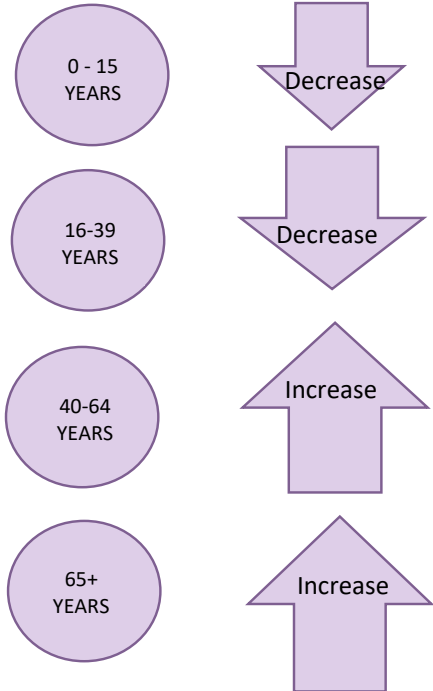 0 - 15
YEARS
Decrease
16-39
YEARS
Decrease
40-64
YEARS
Increase
65+
YEARS
Increase